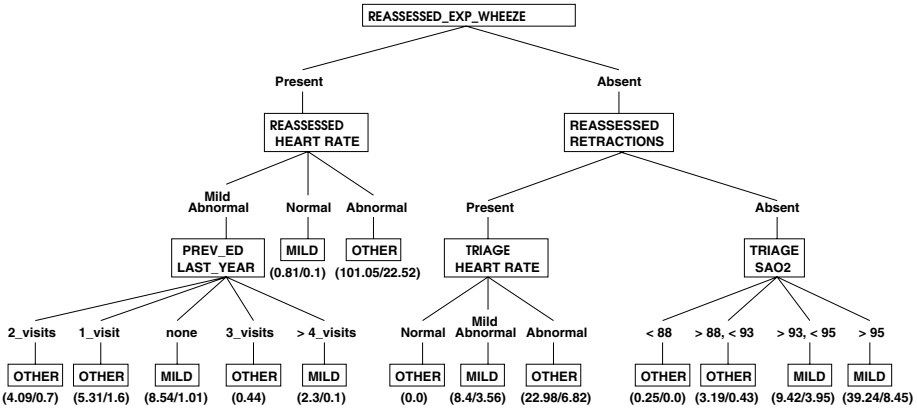 REASSESSED_EXP_WHEEZE
Present Absent
REASSESSED
HEART RATE
REASSESSED
RETRACTIONS
Mild
Abnormal Normal Abnormal
Present Absent
PREV_ED
LAST_YEAR
MILD
(0.81/0.1)
OTHER
(101.05/22.52)
TRIAGE
HEART RATE
TRIAGE
SAO2
2_visits 1_visit none 3_visits > 4_visits
Normal Mild
Abnormal Abnormal
< 88 > 88, < 93 > 93, < 95 > 95
OTHER OTHER MILD OTHER MILD OTHER MILD OTHER OTHER OTHER MILD MILD
(4.09/0.7) (5.31/1.6) (8.54/1.01) (0.44) (2.3/0.1) (0.0) (8.4/3.56) (22.98/6.82) (0.25/0.0) (3.19/0.43) (9.42/3.95) (39.24/8.45)